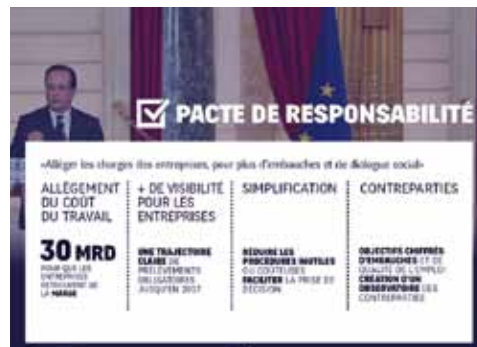 PACTE DE RESPONSABILITÉ
«Alléger les charges des entreprises, pour plus d'embauches et de dialogue social»
ALLÉGEMENT
DU COÛT
DU TRAVAIL
30 MRD
POUR QUE LES
ENTREPRISES
RETROUVENT DE
LA MARGE
+ DE VISIBILITÉ
POUR LES
ENTREPRISES
UNE TRAJECTOIRE
CLAIRE DE
PRÉLÈVEMENTS
OBLIGATOIRES
JUSQU'EN 2017
SIMPLIFICATION
RÉDUIRE LES
PROCÉDURES INUTILES
OU COÛTEUSES
FACILITER LA PRISE DE
DÉCISION
CONTREPARTIES
OBJECTIFS CHIFFRÉS
D'EMBAUCHES ET DE
QUALITÉ DE L'EMPLOI
CRÉATION D'UN
OBSERVATOIRE DES
CONTREPARTIES